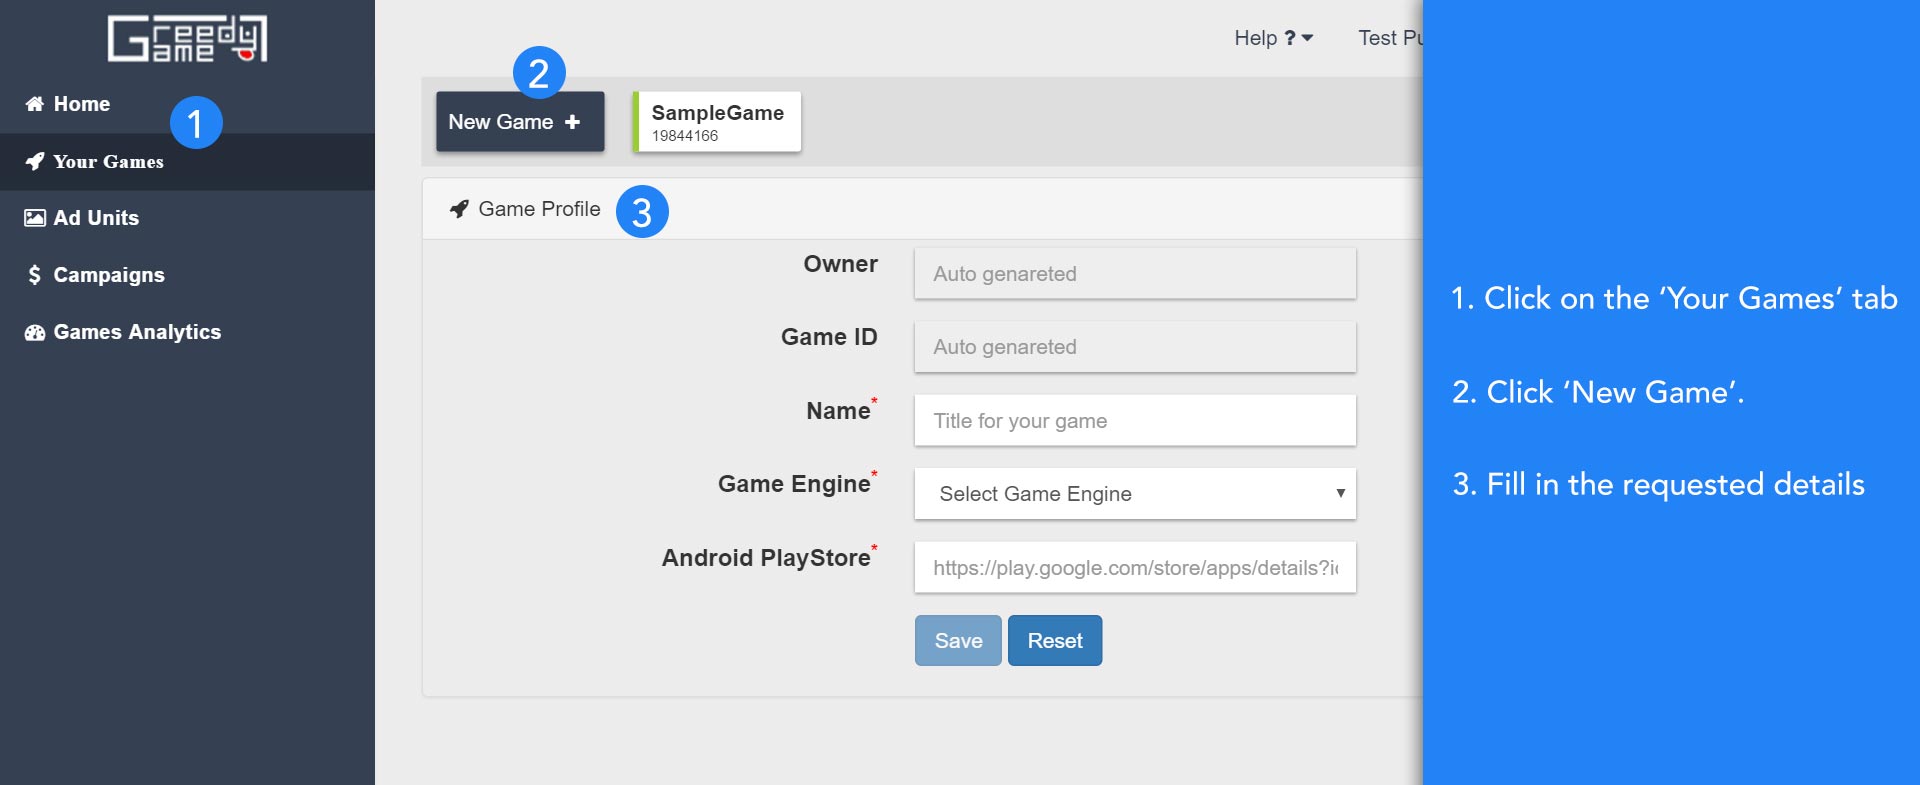 Greedy
Game
Home
1
Your Games
Ad Units
$ Campaigns
Games Analytics
Help ?
Test
2
New Game +
SampleGame
19844166
Game Profile
3
Owner
Auto genareted
Game ID
Auto genareted
Name*
Title for your game
Game Engine*
Select Game Engine
Android PlayStore*
https://play.google.com/store/apps/details?i
Save
Reset
1. Click on the ‘Your Games’ tab
2. Click ‘New Game’.
3. Fill in the requested details